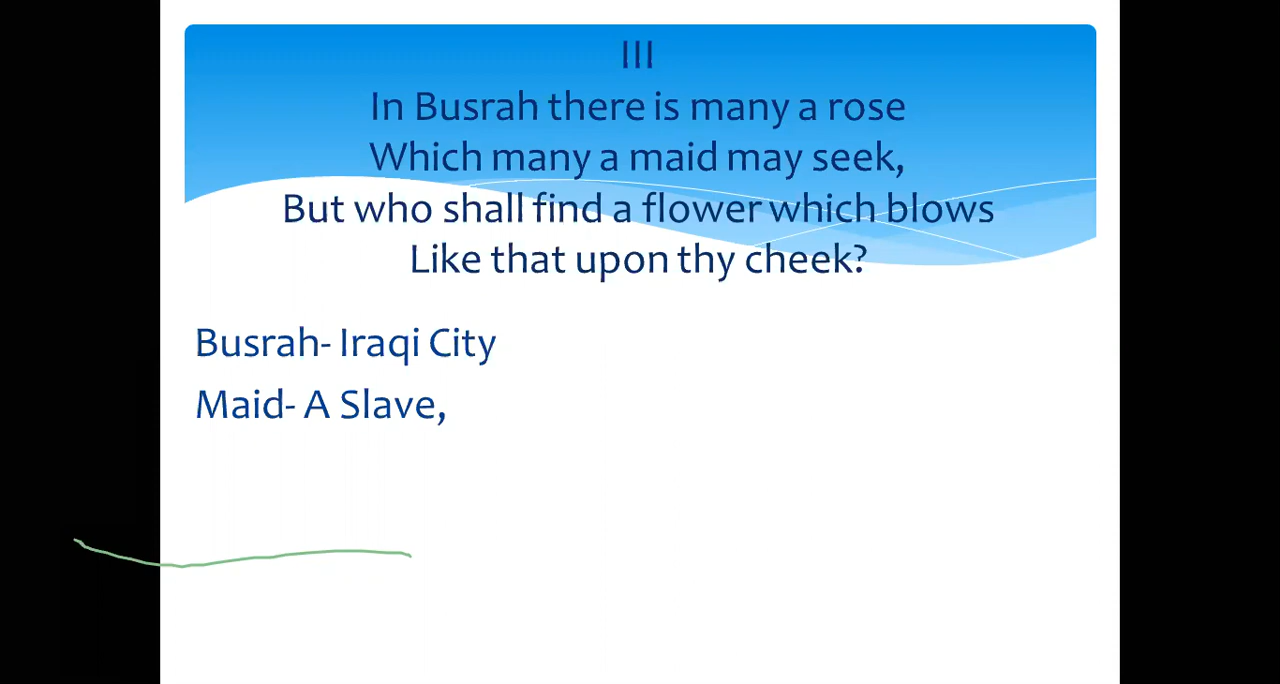 III
In Busrah there is many a rose
Which many a maid may seek,
But who shall find a flower which blows
Like that upon thy cheek?
Busrah- Iraqi City
Maid- A Slave,